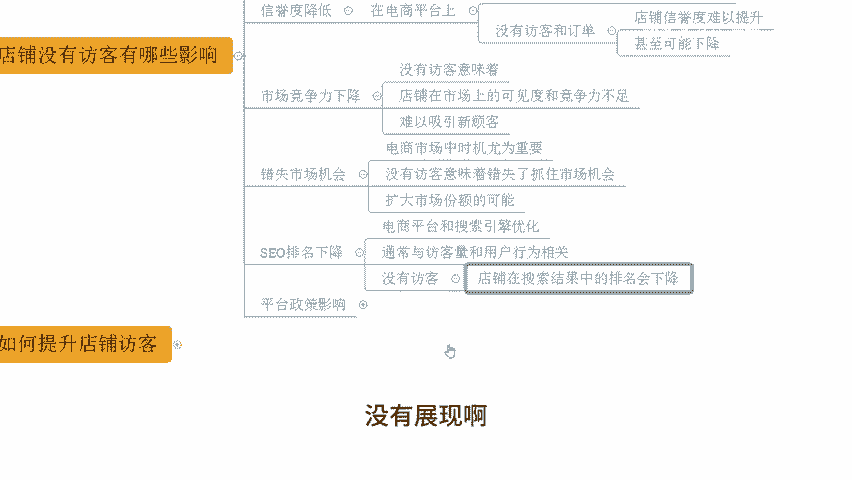 信誉度降低
在电商平台上
没有访客和订单
店铺信誉度难以提升
甚至可能下降
店铺没有访客有哪些影响
市场竞争力下降
没有访客意味着
店铺在市场上的可见度和竞争力不足
难以吸引新顾客
错失市场机会
电商市场中时机尤为重要
没有访客意味着错失了抓住市场机会
扩大市场份额的可能
SEO排名下降
电商平台和搜索引擎优化
通常与访客量和用户行为相关
没有访客
店铺在搜索结果中的排名会下降
平台政策影响
如何提升店铺访客
没有展现啊